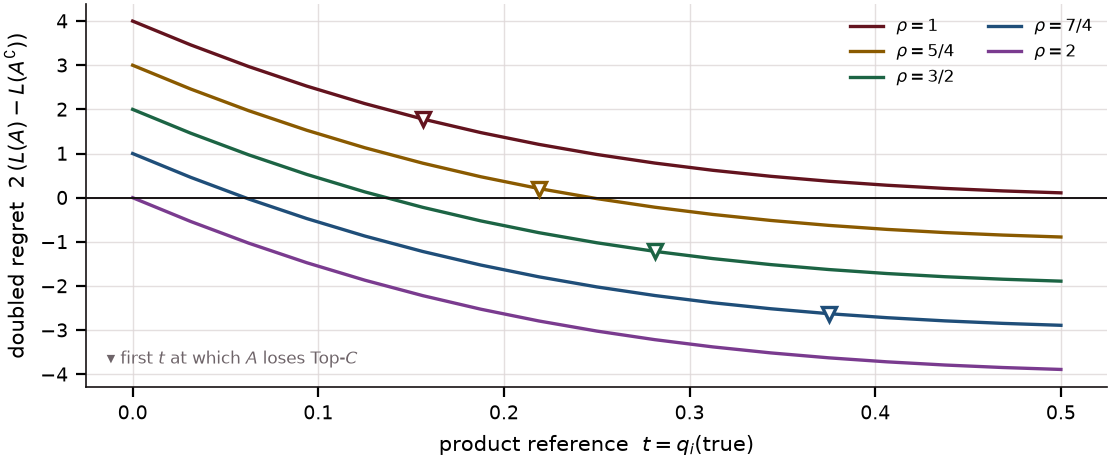 doubled regret 2 (L(A) − L(A^∁))
4
3
2
1
0
−1
−2
−3
−4
ρ = 1
ρ = 5/4
ρ = 3/2
ρ = 7/4
ρ = 2
▼ first t at which A loses Top-C
0.0 0.1 0.2 0.3 0.4 0.5
product reference t = qᵢ(true)